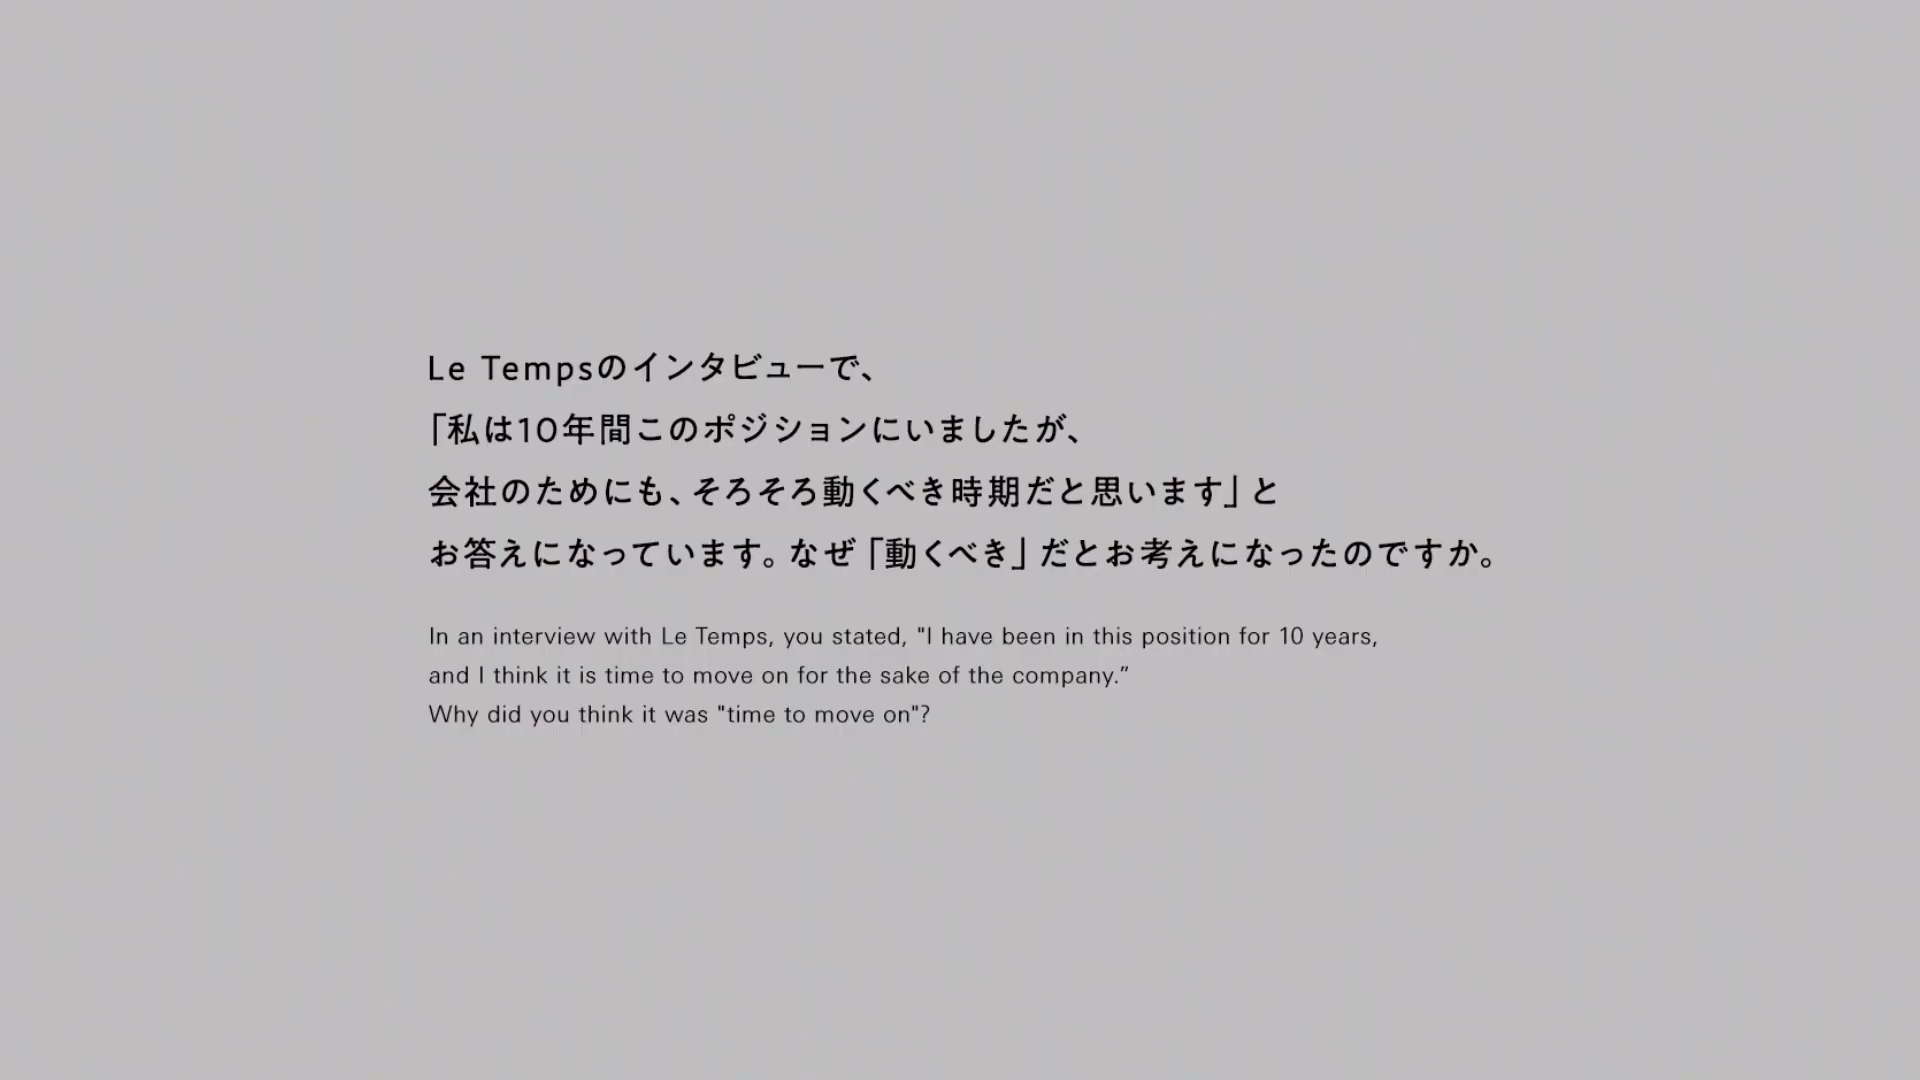 Le Tempsのインタビューで、
「私は10年間このポジションにいましたが、
会社のためにも、そろそろ動くべき時期だと思います」と
お答えになっています。なぜ「動くべき」だとお考えになったのですか。
In an interview with Le Temps, you stated, "I have been in this position for 10 years,
and I think it is time to move on for the sake of the company.”
Why did you think it was "time to move on"?